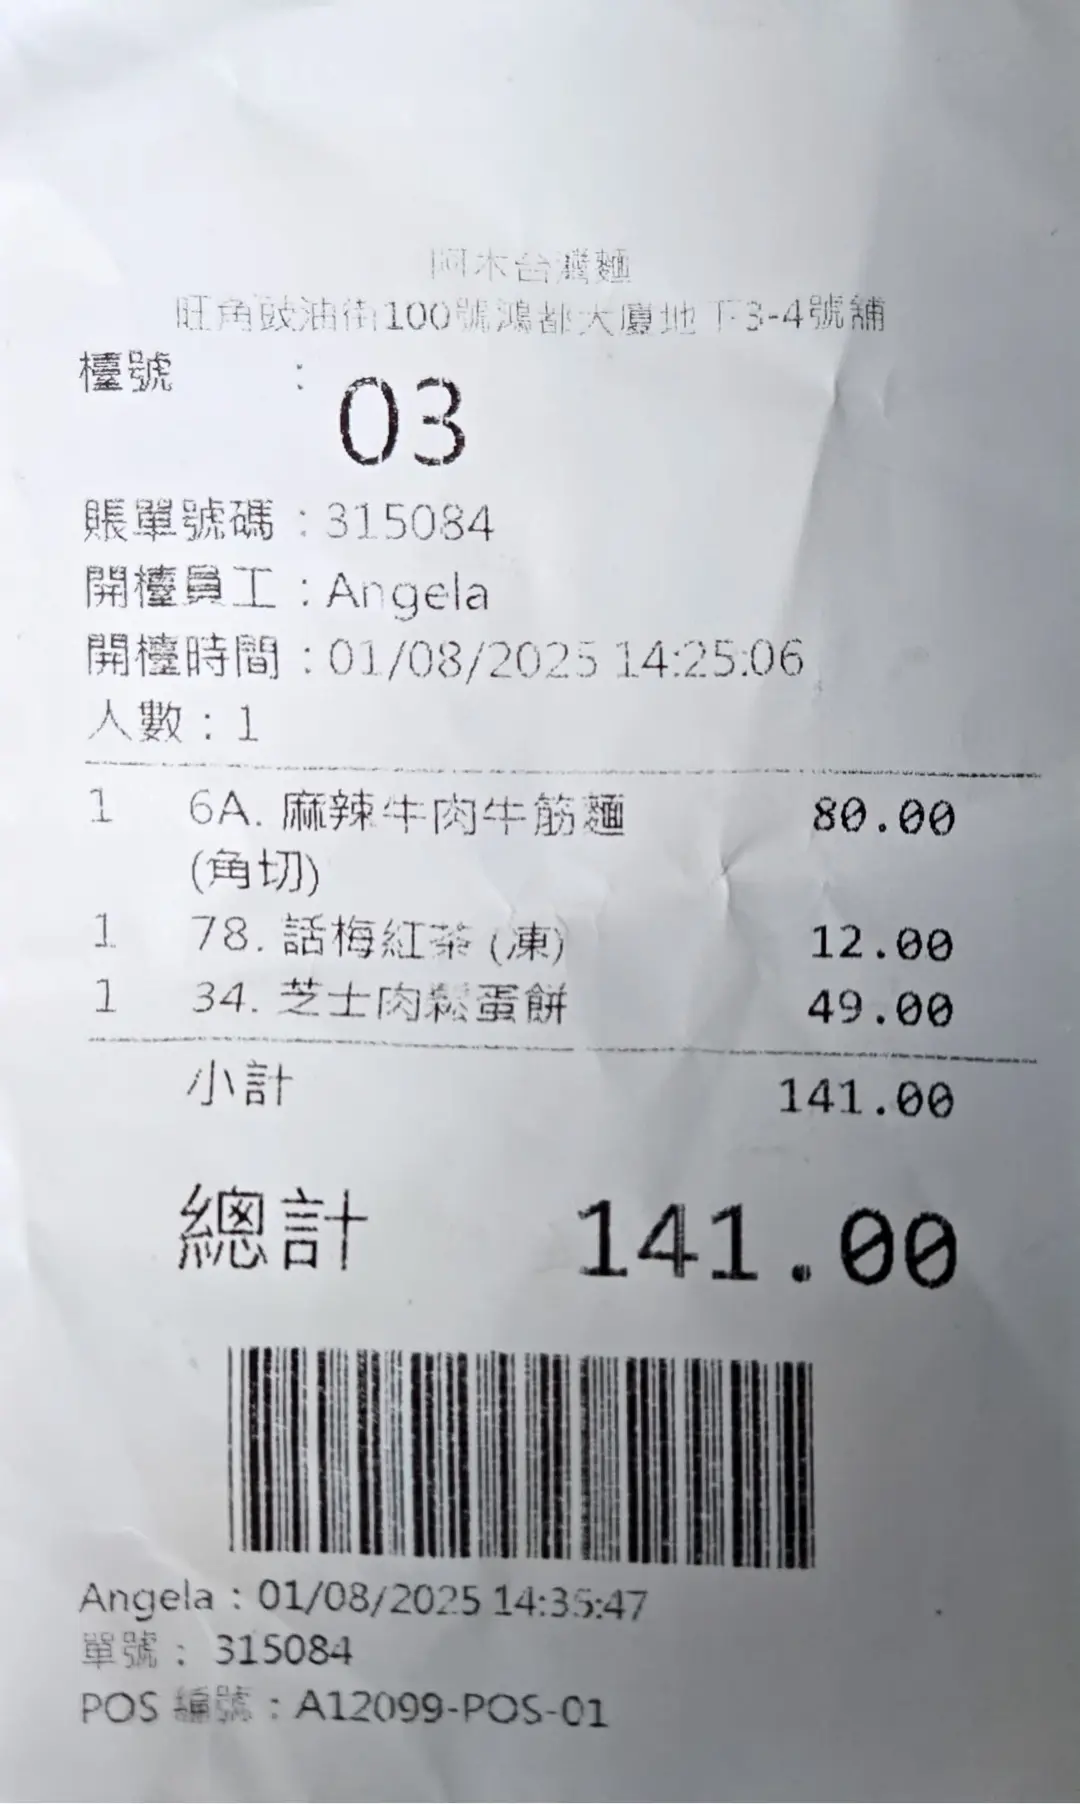 阿木台灣麵
旺角豉油街100號鴻都大廈地下3-4號舖
檯號 : 03
賬單號碼 : 315084
開檯員工 : Angela
開檯時間 : 01/08/2025 14:25:06
人數 : 1
1 6A. 麻辣牛肉牛筋麵 80.00
(角切)
1 78. 話梅紅茶 (凍) 12.00
1 34. 芝士肉鬆蛋餅 49.00
小計 141.00
總計 141.00
Angela : 01/08/2025 14:35:47
單號 : 315084
POS 編號 : A12099-POS-01